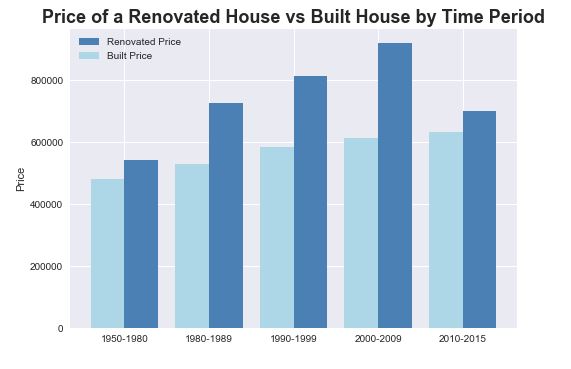 Price of a Renovated House vs Built House by Time Period
Renovated Price
Built Price
800000
600000
400000
200000
0
Price
1950-1980
1980-1989
1990-1999
2000-2009
2010-2015